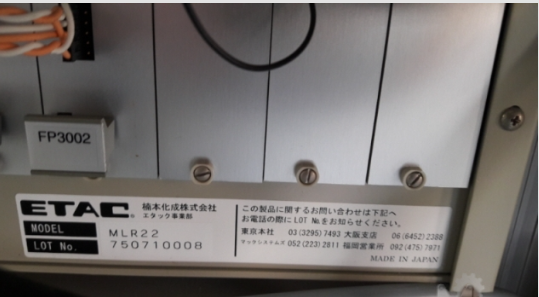 FP3002
ETAC® 楠本化成株式会社
エタック事業部
MODEL MLR22
LOT No. 750710008
この製品に関するお問い合わせは下記へ
お電話の際にLOT №をお知らせください。
東京本社 03(3295)7493 大阪支店 06(6452)2388
052(223)2811 福岡営業所 092(475)7871
MADE IN JAPAN